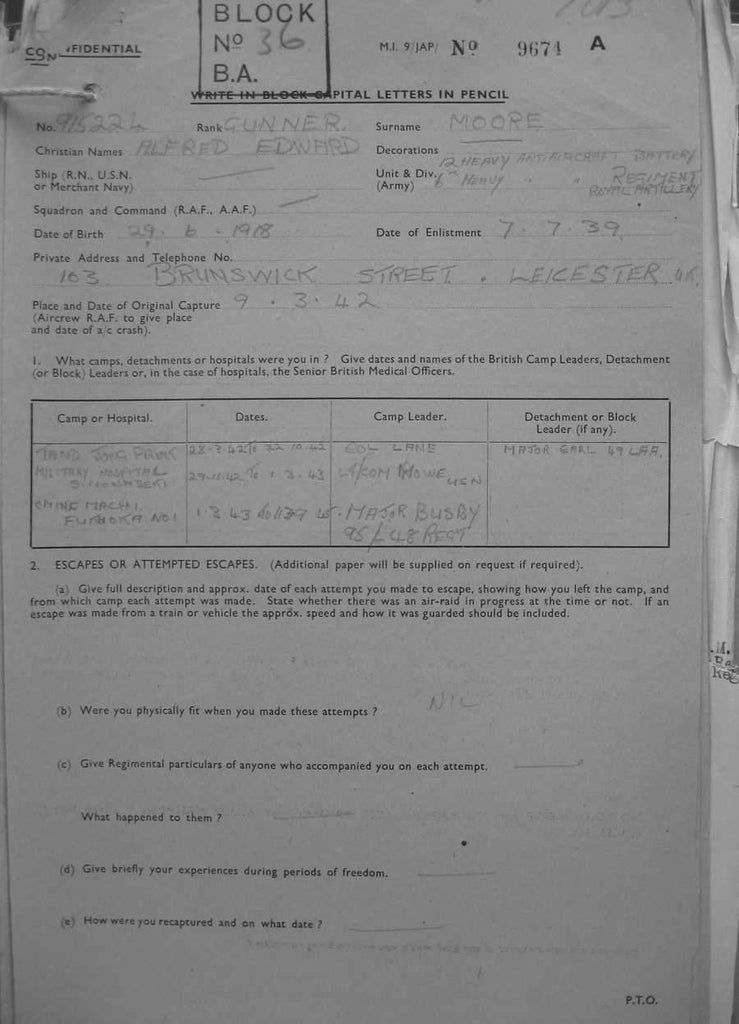 BLOCK
Nº 36
B.A.
CONFIDENTIAL
M.I. 9/JAP/ Nº 9671 A
WRITE IN BLOCK CAPITAL LETTERS IN PENCIL
No. 915224 Rank GUNNER. Surname MOORE
Christian Names ALFRED EDWARD Decorations
Ship (R.N., U.S.N. or Merchant Navy)
Unit & Div. (Army) 12 HEAVY ANTIAIRCRAFT BATTERY
6TH HEAVY " " REGIMENT
ROYAL ARTILLERY
Squadron and Command (R.A.F., A.A.F.)
Date of Birth 29. 6 - 1918 Date of Enlistment 7. 7. 39
Private Address and Telephone No.
103 BRUNSWICK STREET. LEICESTER UK.
Place and Date of Original Capture 9. 3. 42
(Aircrew R.A.F. to give place
and date of a/c crash).
1. What camps, detachments or hospitals were you in ? Give dates and names of the British Camp Leaders, Detachment
(or Block) Leaders or, in the case of hospitals, the Senior British Medical Officers.
Camp or Hospital. Dates. Camp Leader. Detachment or Block
Leader (if any).
TAND JONG PRIOK 28-3-42 To 22 10 42 COL LANE MAJOR EARL 49 LAA.
MILITARY HOSPITAL 29-11-42 To 1 3 43
1. 3. 43 MAJOR BUSBY
FUKUOKA NO1 95/48 REGT
2. ESCAPES OR ATTEMPTED ESCAPES. (Additional paper will be supplied on request if required).
(a) Give full description and approx. date of each attempt you made to escape, showing how you left the camp, and
from which camp each attempt was made. State whether there was an air-raid in progress at the time or not. If an
escape was made from a train or vehicle the approx. speed and how it was guarded should be included.
(b) Were you physically fit when you made these attempts ? NIL
(c) Give Regimental particulars of anyone who accompanied you on each attempt.
What happened to them ?
(d) Give briefly your experiences during periods of freedom.
(e) How were you recaptured and on what date ?
P.T.O.